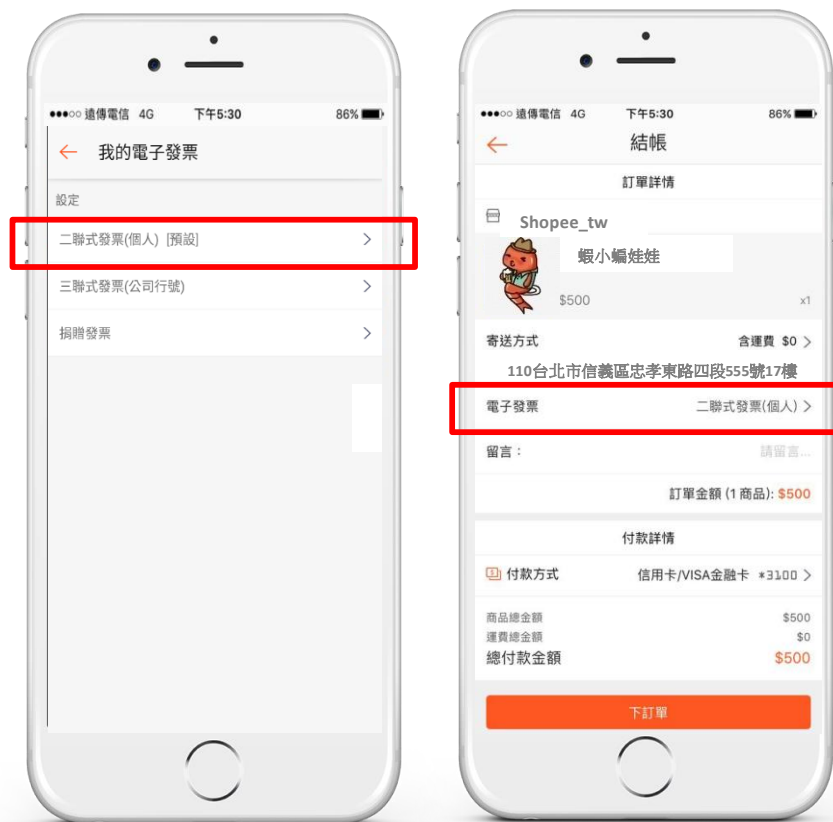 ●●●○○ 遠傳電信 4G 下午5:30 86%
← 我的電子發票
設定
二聯式發票(個人) [預設] >
三聯式發票(公司行號) >
捐贈發票 >
●●●○○ 遠傳電信 4G 下午5:30 86%
← 結帳
訂單詳情
Shopee_tw
蝦小編娃娃
$500 x1
寄送方式 含運費 $0 >
110台北市信義區忠孝東路四段555號17樓
電子發票 二聯式發票(個人) >
留言： 請留言...
訂單金額 (1 商品): $500
付款詳情
付款方式 信用卡/VISA金融卡 *3100 >
商品總金額 $500
運費總金額 $0
總付款金額 $500
下訂單